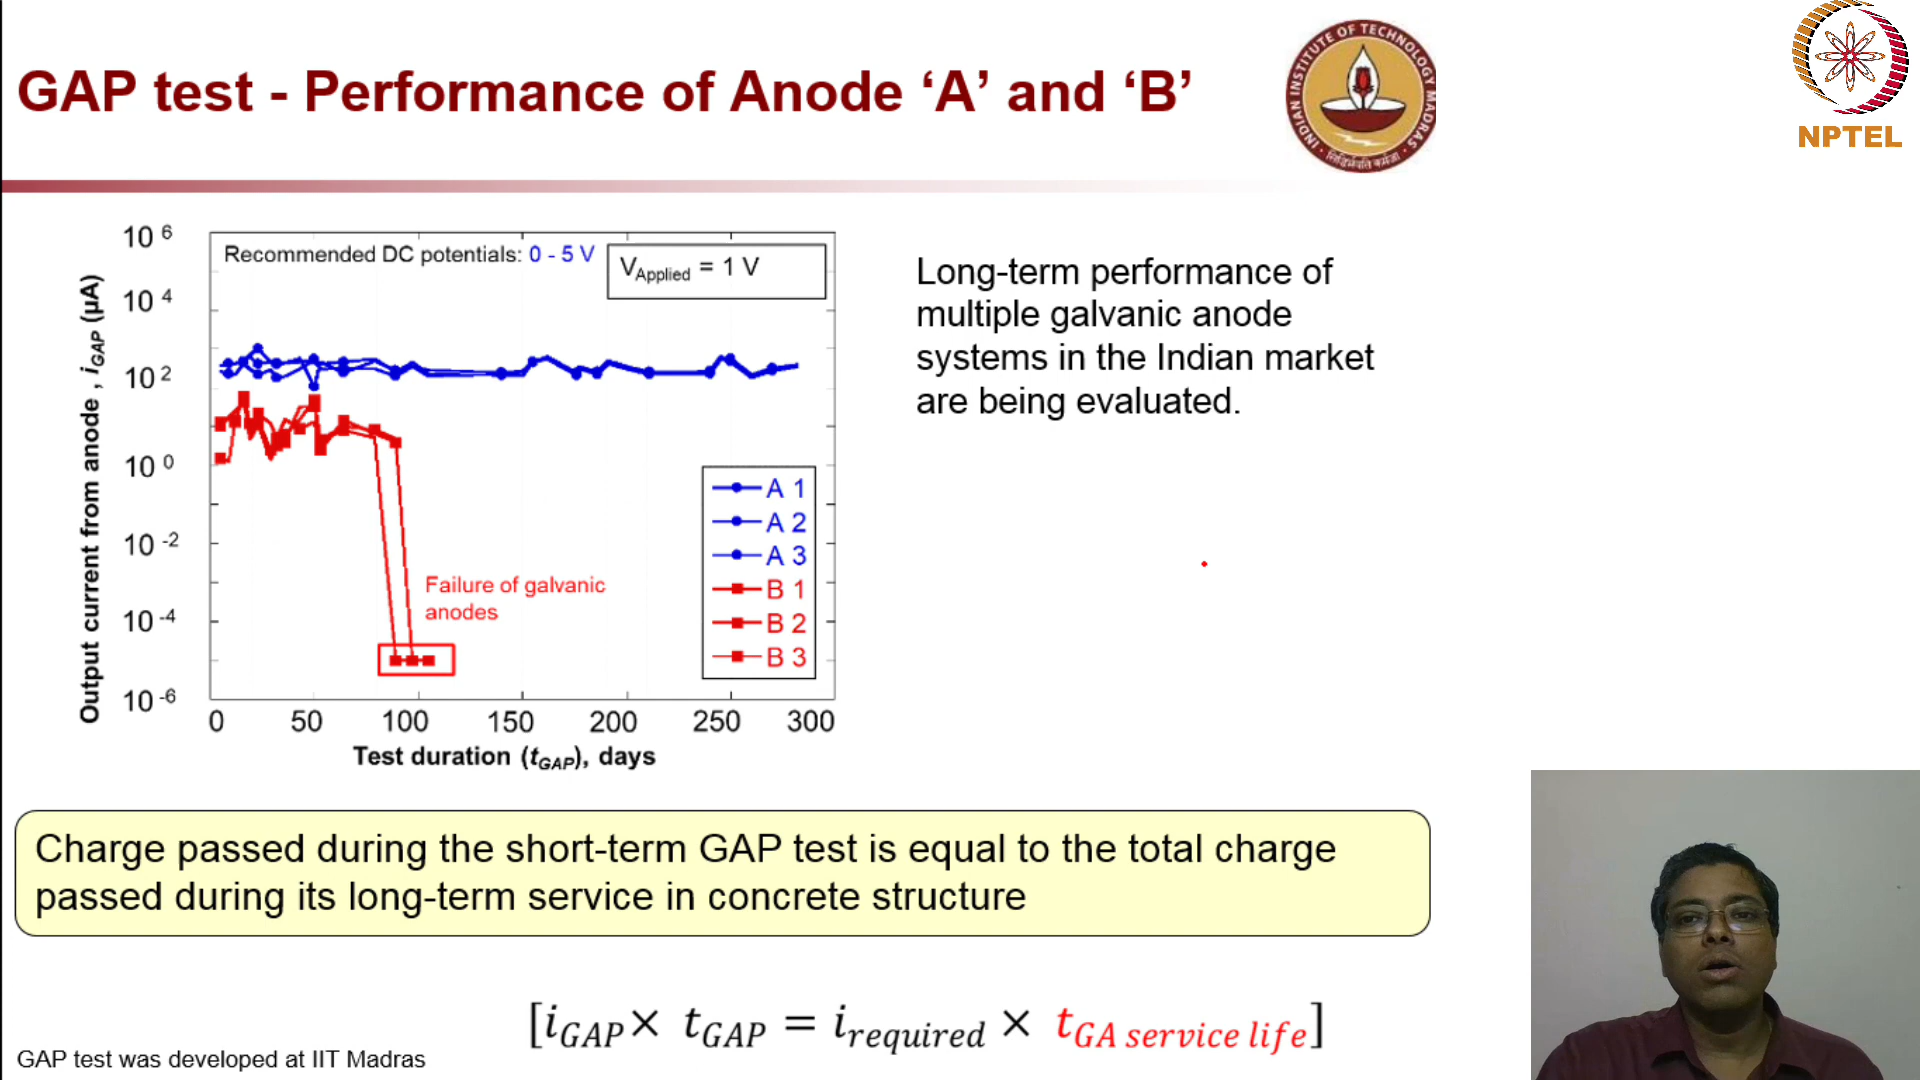 GAP test - Performance of Anode ‘A’ and ‘B’
INDIAN INSTITUTE OF TECHNOLOGY MADRAS
NPTEL
Recommended DC potentials: 0 - 5 V
V_Applied = 1 V
10^6
10^4
10^2
10^0
10^-2
10^-4
10^-6
Output current from anode , i_GAP (µA)
A 1
A 2
A 3
B 1
B 2
B 3
Failure of galvanic
anodes
0 50 100 150 200 250 300
Test duration (t_GAP), days
Long-term performance of
multiple galvanic anode
systems in the Indian market
are being evaluated.
Charge passed during the short-term GAP test is equal to the total charge
passed during its long-term service in concrete structure
[i_GAP × t_GAP = i_required × t_GA service life]
GAP test was developed at IIT Madras